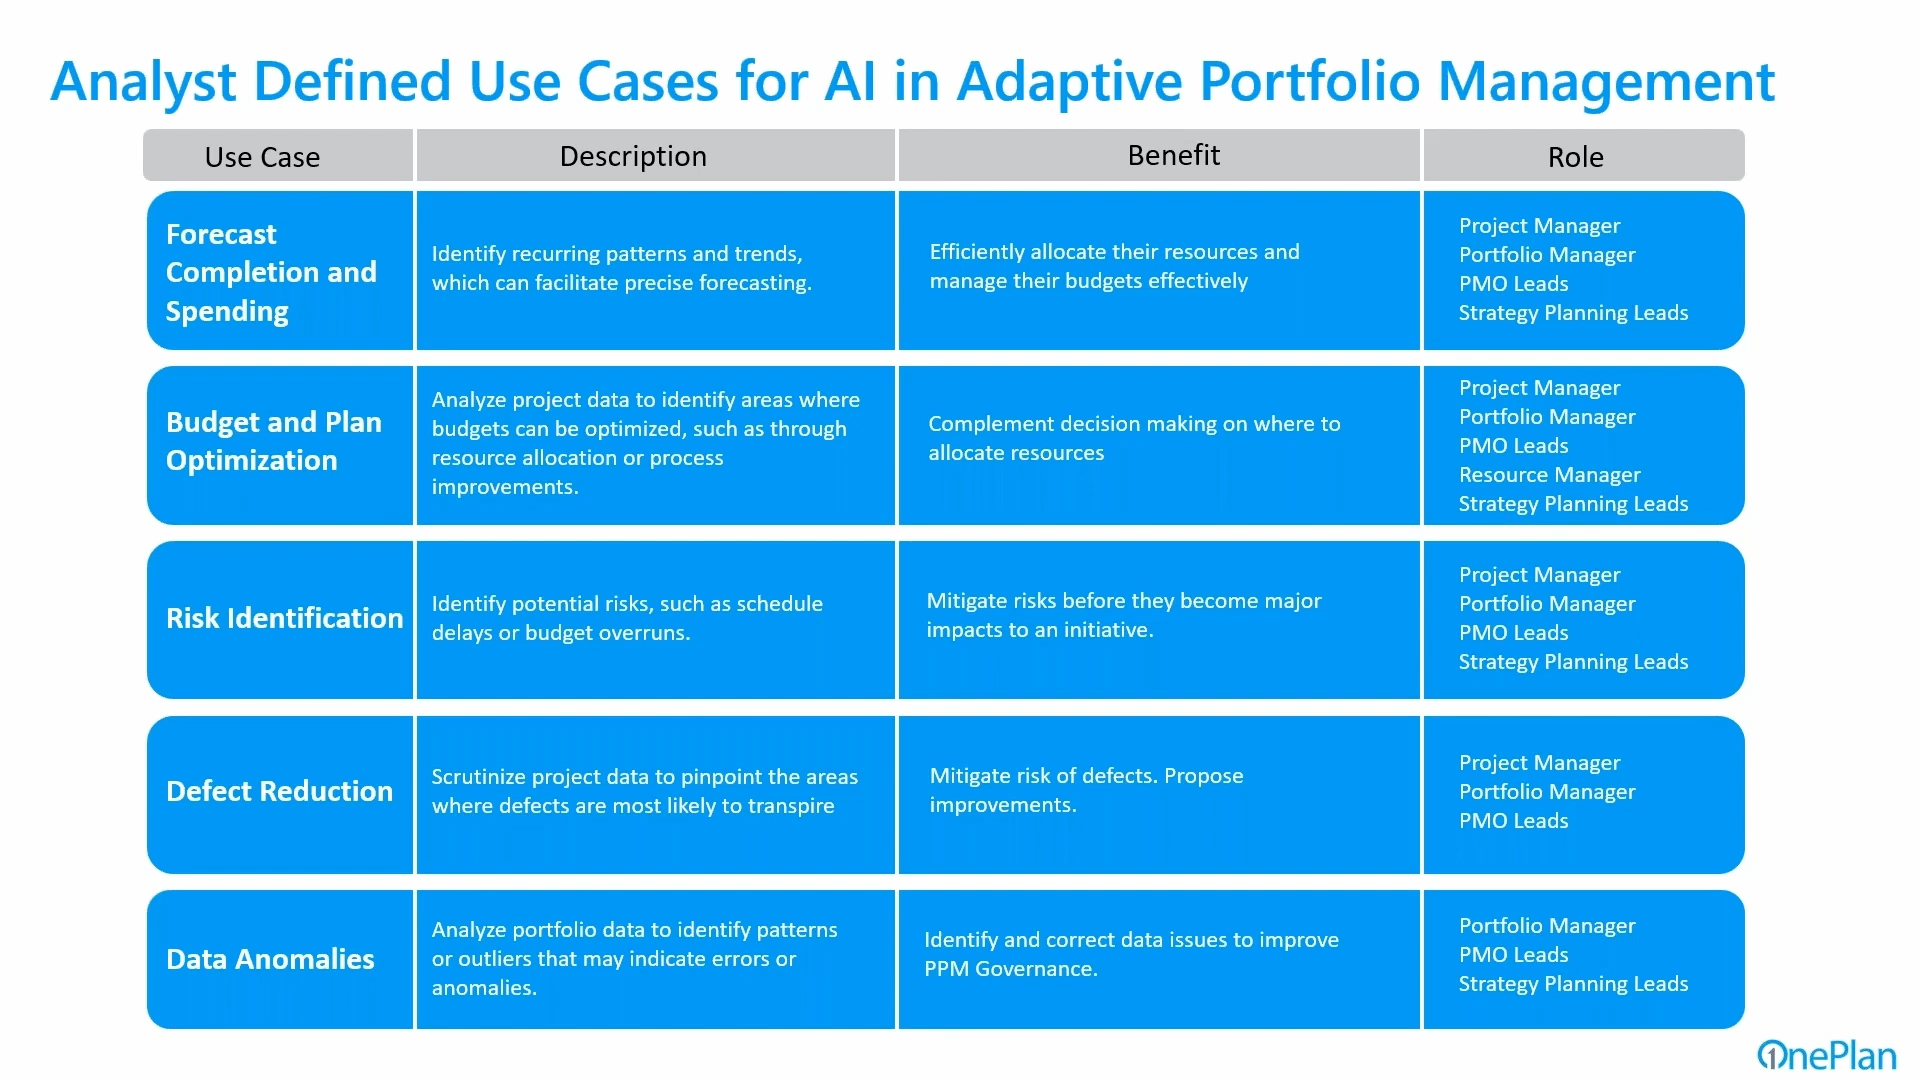 Analyst Defined Use Cases for AI in Adaptive Portfolio Management
Use Case
Description
Benefit
Role
Forecast
Completion and
Spending
Identify recurring patterns and trends,
which can facilitate precise forecasting.
Efficiently allocate their resources and
manage their budgets effectively
Project Manager
Portfolio Manager
PMO Leads
Strategy Planning Leads
Budget and Plan
Optimization
Analyze project data to identify areas where
budgets can be optimized, such as through
resource allocation or process
improvements.
Complement decision making on where to
allocate resources
Project Manager
Portfolio Manager
PMO Leads
Resource Manager
Strategy Planning Leads
Risk Identification
Identify potential risks, such as schedule
delays or budget overruns.
Mitigate risks before they become major
impacts to an initiative.
Project Manager
Portfolio Manager
PMO Leads
Strategy Planning Leads
Defect Reduction
Scrutinize project data to pinpoint the areas
where defects are most likely to transpire
Mitigate risk of defects. Propose
improvements.
Project Manager
Portfolio Manager
PMO Leads
Data Anomalies
Analyze portfolio data to identify patterns
or outliers that may indicate errors or
anomalies.
Identify and correct data issues to improve
PPM Governance.
Portfolio Manager
PMO Leads
Strategy Planning Leads
OnePlan